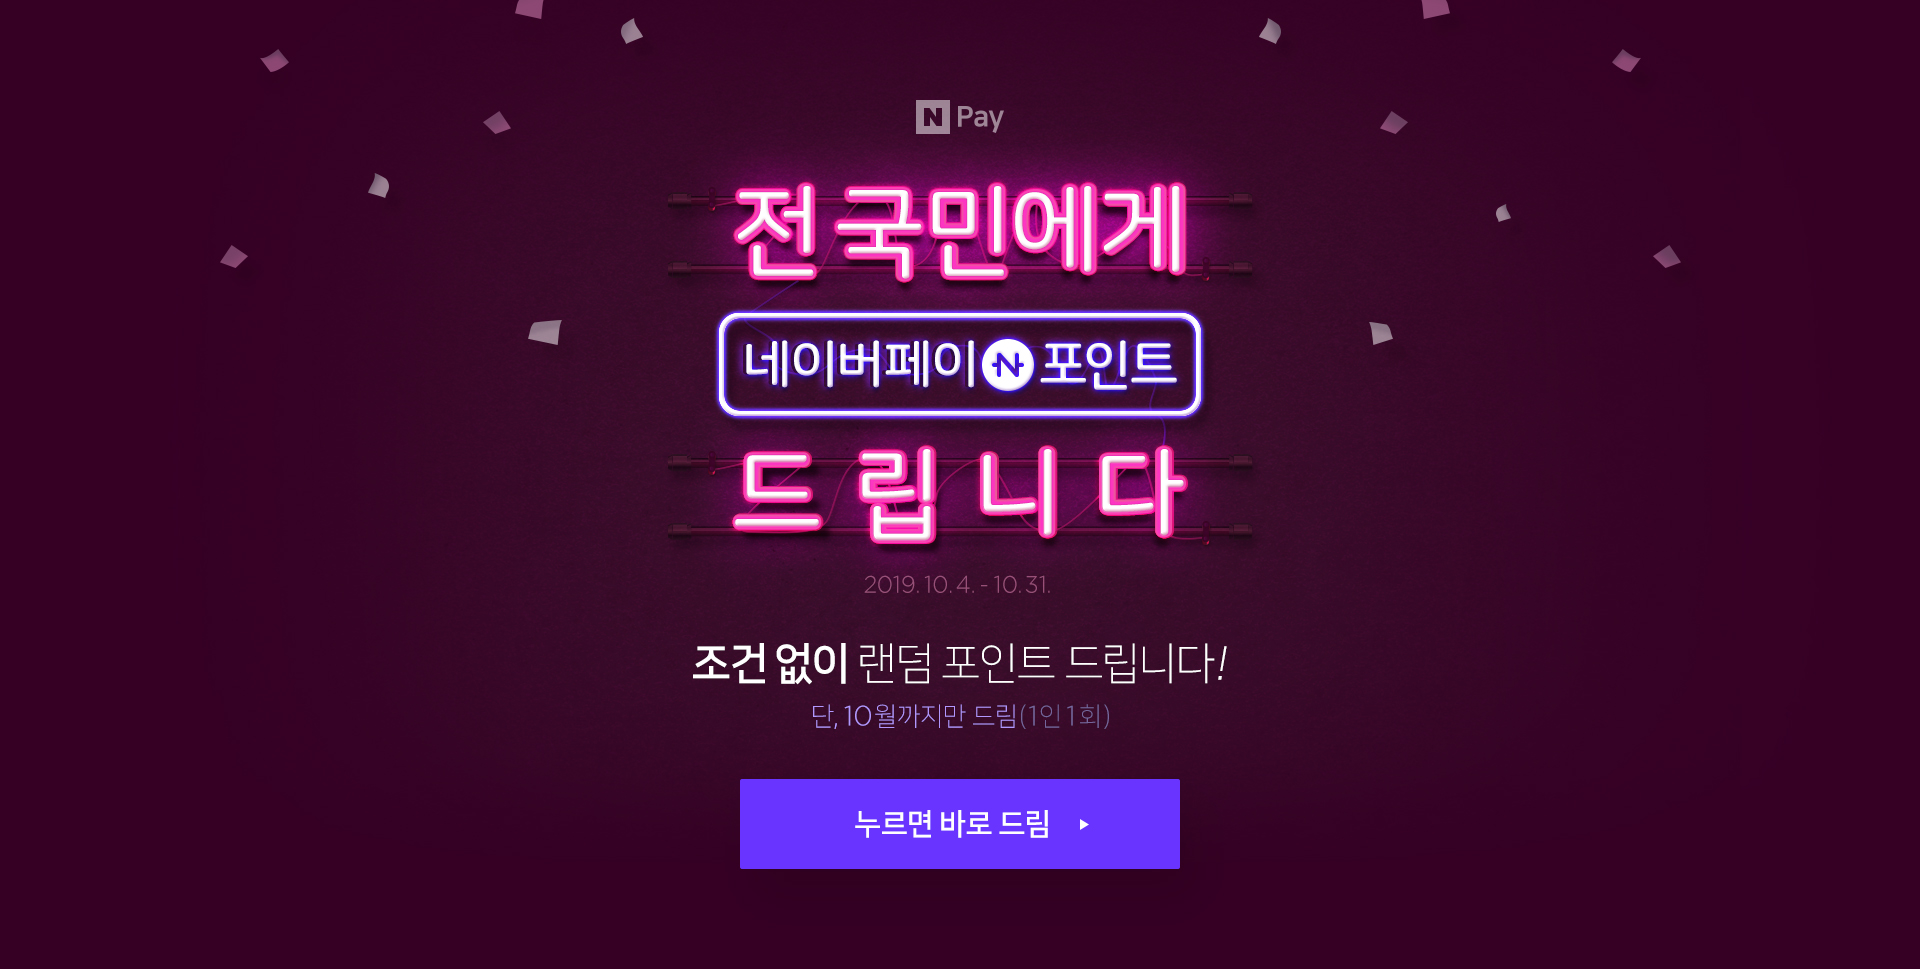 N Pay
전 국민에게
네이버페이 N 포인트
드립니다
2019.10.4. - 10.31.
조건 없이 랜덤 포인트 드립니다!
단, 10월까지만 드림(1인 1회)
누르면 바로 드림